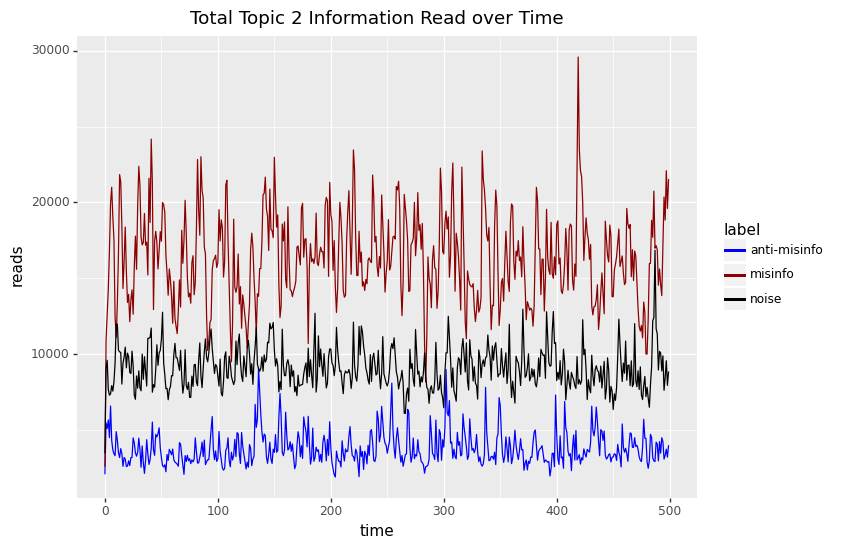 Total Topic 2 Information Read over Time
30000
20000
10000
reads
0 100 200 300 400 500
time
label
anti-misinfo
misinfo
noise